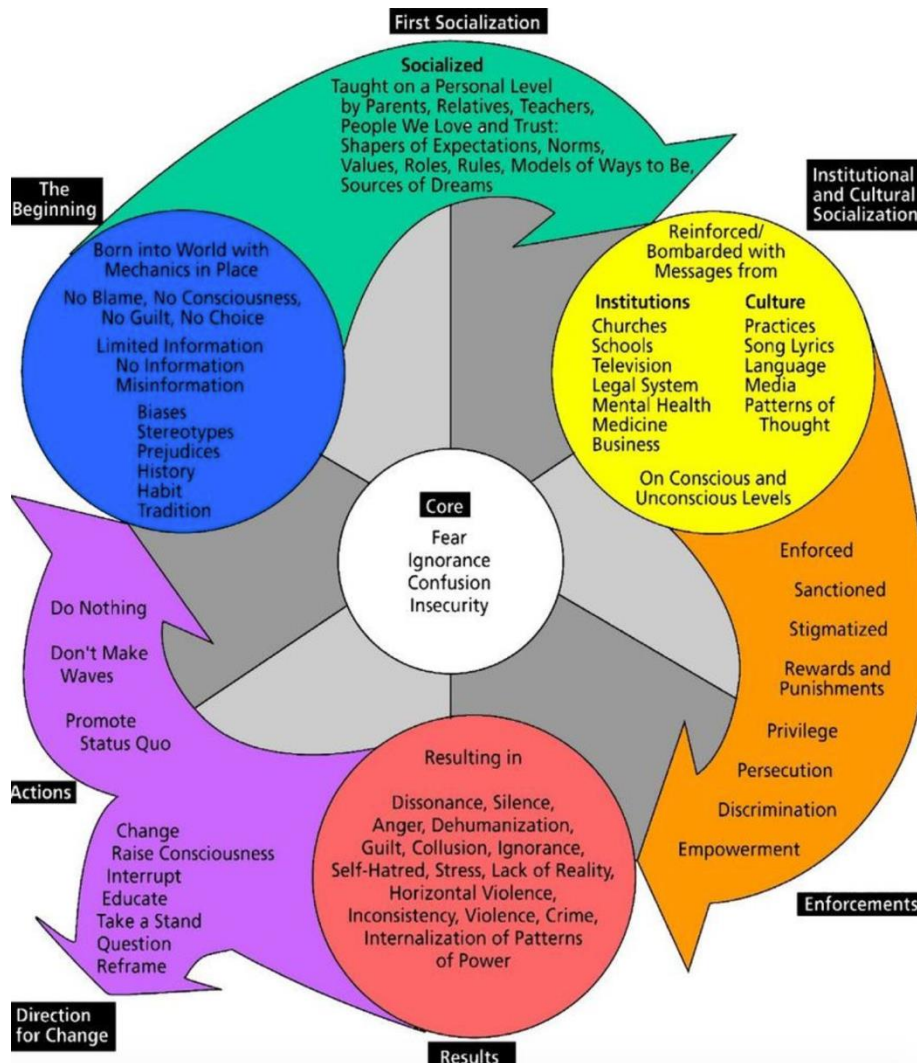 First Socialization
Socialized
Taught on a Personal Level
by Parents, Relatives, Teachers,
People We Love and Trust:
Shapers of Expectations, Norms,
Values, Roles, Rules, Models of Ways to Be,
Sources of Dreams
The
Beginning
Born into World with
Mechanics in Place
No Blame, No Consciousness,
No Guilt, No Choice
Limited Information
No Information
Misinformation
Biases
Stereotypes
Prejudices
History
Habit
Tradition
Institutional
and Cultural
Socialization
Reinforced/
Bombarded with
Messages from
Institutions
Churches
Schools
Television
Legal System
Mental Health
Medicine
Business
Culture
Practices
Song Lyrics
Language
Media
Patterns of
Thought
On Conscious and
Unconscious Levels
Core
Fear
Ignorance
Confusion
Insecurity
Enforced
Sanctioned
Stigmatized
Rewards and
Punishments
Privilege
Persecution
Discrimination
Empowerment
Enforcements
Resulting in
Dissonance, Silence,
Anger, Dehumanization,
Guilt, Collusion, Ignorance,
Self-Hatred, Stress, Lack of Reality,
Horizontal Violence,
Inconsistency, Violence, Crime,
Internalization of Patterns
of Power
Results
Do Nothing
Don't Make
Waves
Promote
Status Quo
Actions
Change
Raise Consciousness
Interrupt
Educate
Take a Stand
Question
Reframe
Direction
for Change